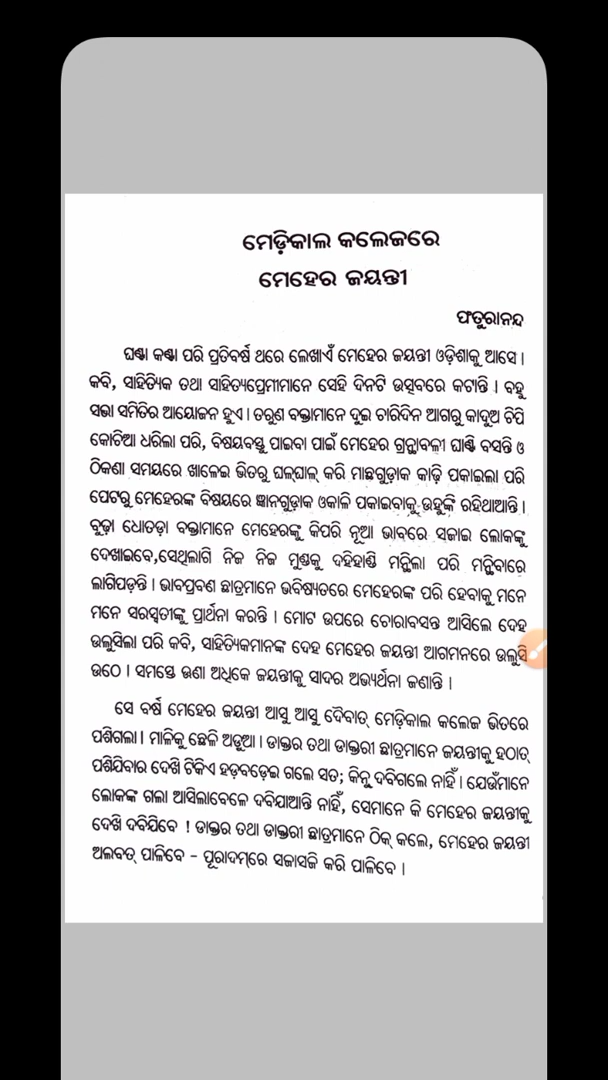 ମେଡ଼ିକାଲ କଲେଜରେ
ମେହେର ଜୟନ୍ତୀ
ଫତୁରାନନ୍ଦ
ଘଣ୍ଟା କଣ୍ଟା ପରି ପ୍ରତିବର୍ଷ ଥରେ ଲେଖାଏଁ ମେହେର ଜୟନ୍ତୀ ଓଡ଼ିଶାକୁ ଆସେ ।
କବି, ସାହିତ୍ୟିକ ତଥା ସାହିତ୍ୟପ୍ରେମୀମାନେ ସେହି ଦିନଟି ଉତ୍ସବରେ କଟାନ୍ତି । ବହୁ
ସଭା ସମିତିର ଆୟୋଜନ ହୁଏ । ତରୁଣ ବକ୍ତାମାନେ ଦୁଇ ଚାରିଦିନ ଆଗରୁ କାଦୁଅ ଚିପି
କୋଚିଆ ଧରିଲା ପରି, ବିଷୟବସ୍ତୁ ପାଇବା ପାଇଁ ମେହେର ଗ୍ରନ୍ଥାବଳୀ ଘାଣ୍ଟି ବସନ୍ତି ଓ
ଠିକଣା ସମୟରେ ଖାଳେଇ ଭିତରୁ ଘଲ୍‌ଘାଲ୍ କରି ମାଛଗୁଡ଼ାକ କାଢ଼ି ପକାଇଲା ପରି
ପେଟରୁ ମେହେରଙ୍କ ବିଷୟରେ ଜ୍ଞାନଗୁଡ଼ାକ ଓକାଳି ପକାଇବାକୁ ଉହୁଙ୍କି ରହିଥାଆନ୍ତି ।
ବୁଢ଼ା ଧୋତଡ଼ା ବକ୍ତାମାନେ ମେହେରଙ୍କୁ କିପରି ନୂଆ ଭାବରେ ସଜାଇ ଲୋକଙ୍କୁ
ଦେଖାଇବେ,ସେଥିଲାଗି ନିଜ ନିଜ ମୁଣ୍ଡକୁ ଦହିହାଣ୍ଡି ମନ୍ଥିଲା ପରି ମନ୍ଥିବାରେ
ଲାଗିପଡ଼ନ୍ତି । ଭାବପ୍ରବଣ ଛାତ୍ରମାନେ ଭବିଷ୍ୟତରେ ମେହେରଙ୍କ ପରି ହେବାକୁ ମନେ
ମନେ ସରସ୍ୱତୀଙ୍କୁ ପ୍ରାର୍ଥନା କରନ୍ତି । ମୋଟ ଉପରେ ଚୋରାବସନ୍ତ ଆସିଲେ ଦେହ
ଉଲୁସିଲା ପରି କବି, ସାହିତ୍ୟିକମାନଙ୍କ ଦେହ ମେହେର ଜୟନ୍ତୀ ଆଗମନରେ ଉଲୁସି
ଉଠେ । ସମସ୍ତେ ଊଣା ଅଧିକେ ଜୟନ୍ତୀକୁ ସାଦର ଅଭ୍ୟର୍ଥନା ଜଣାନ୍ତି ।
ସେ ବର୍ଷ ମେହେର ଜୟନ୍ତୀ ଆସୁ ଆସୁ ଦୈବାତ୍ ମେଡ଼ିକାଲ କଲେଜ ଭିତରେ
ପଶିଗଲା । ମାଳିକୁ ଛେଳି ଅଡୁଆ । ଡାକ୍ତର ତଥା ଡାକ୍ତରୀ ଛାତ୍ରମାନେ ଜୟନ୍ତୀକୁ ହଠାତ୍
ପଶିଯିବାର ଦେଖି ଟିକିଏ ହଡ଼ବଡ଼େଇ ଗଲେ ସତ; କିନ୍ତୁ ଦବିଗଲେ ନାହିଁ । ଯେଉଁମାନେ
ଲୋକଙ୍କ ଗଲା ଆସିଲାବେଳେ ଦବିଯାଆନ୍ତି ନାହିଁ, ସେମାନେ କି ମେହେର ଜୟନ୍ତୀକୁ
ଦେଖି ଦବିଯିବେ ! ଡାକ୍ତର ତଥା ଡାକ୍ତରୀ ଛାତ୍ରମାନେ ଠିକ୍ କଲେ, ମେହେର ଜୟନ୍ତୀ
ଅଲବତ୍ ପାଳିବେ - ପୂରାଦମ୍‌ରେ ସଜାସଜି କରି ପାଳିବେ ।